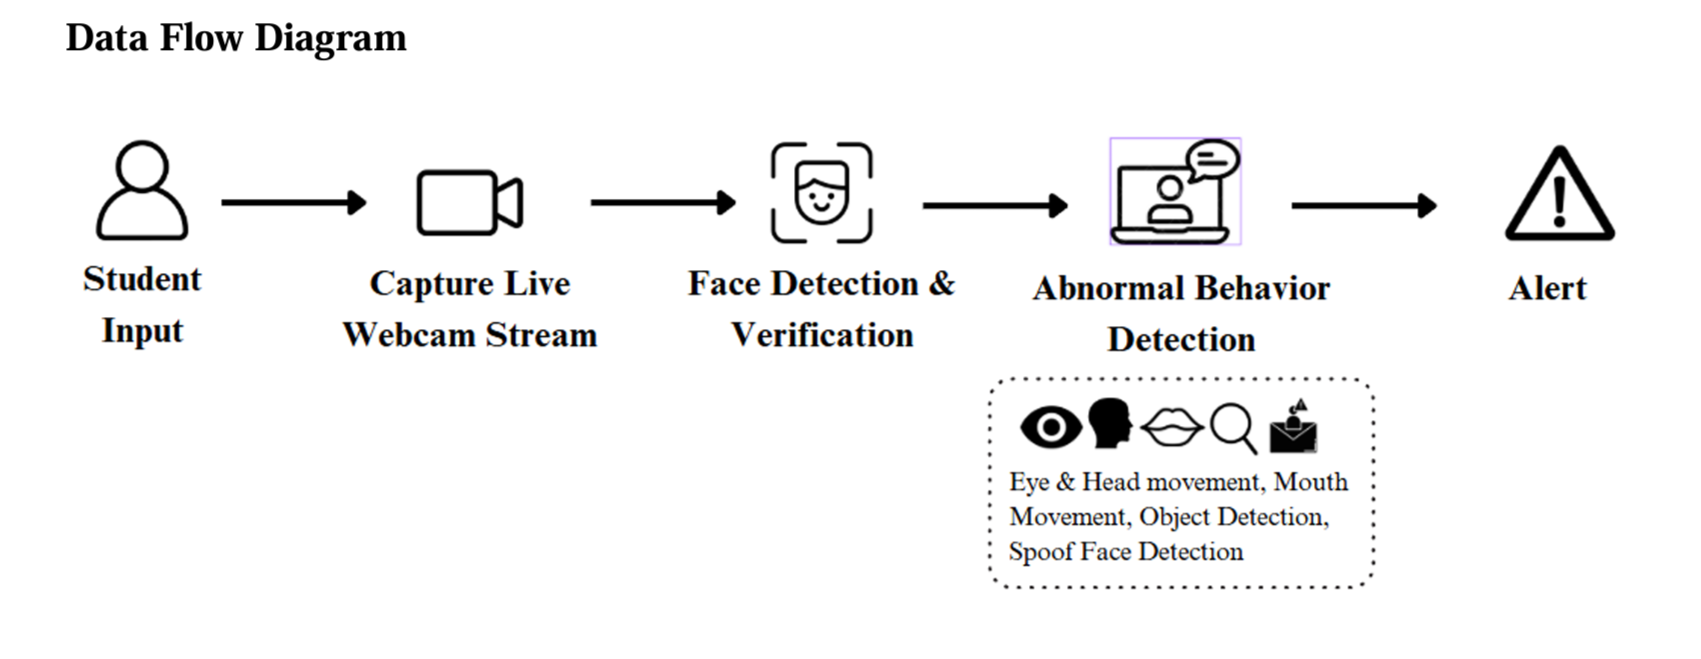 Data Flow Diagram
Student
Input
Capture Live
Webcam Stream
Face Detection &
Verification
Abnormal Behavior
Detection
Alert
Eye & Head movement, Mouth
Movement, Object Detection,
Spoof Face Detection